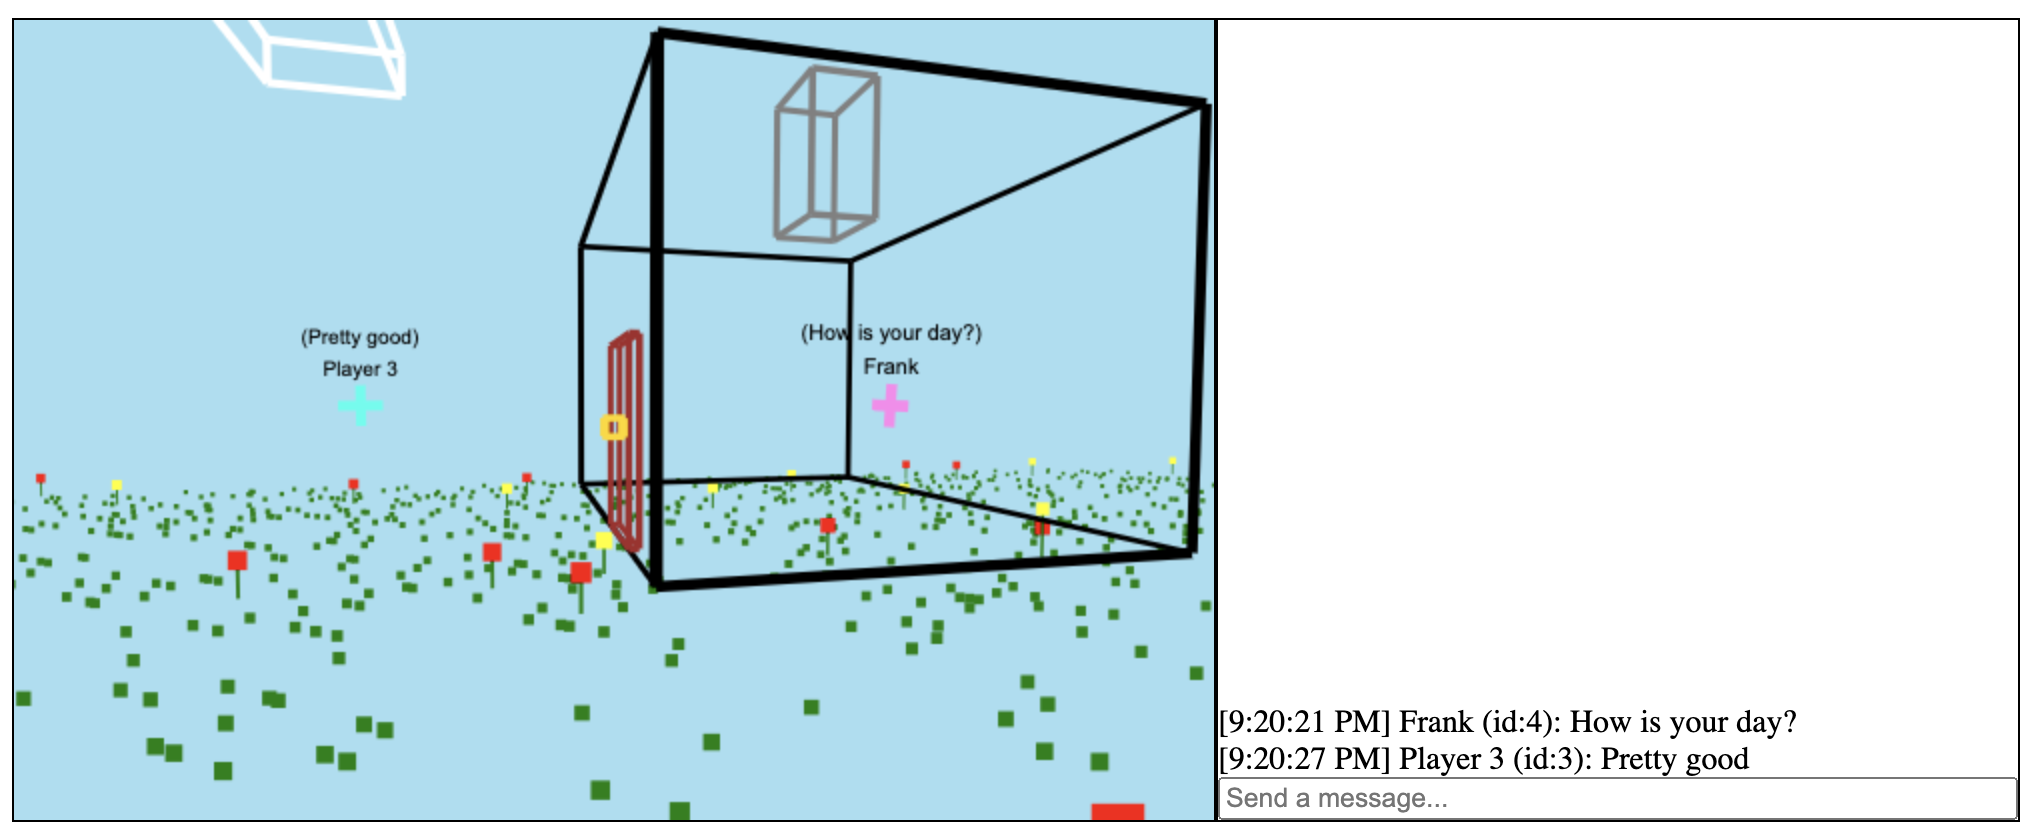 (Pretty good)
Player 3
(How is your day?)
Frank
[9:20:21 PM] Frank (id:4): How is your day?
[9:20:27 PM] Player 3 (id:3): Pretty good
Send a message...